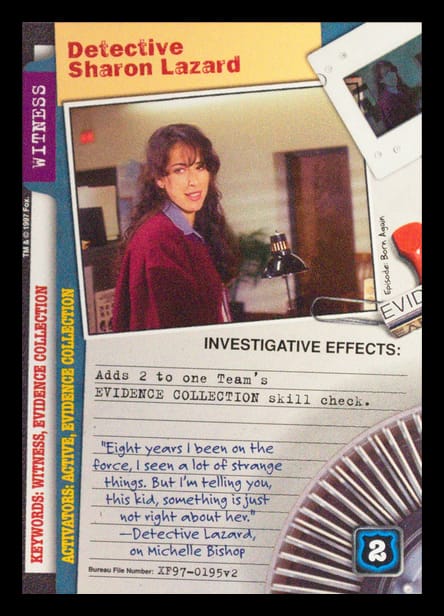 Detective
Sharon Lazard
WITNESS
TM & © 1997 Fox.
KEYWORDS: WITNESS, EVIDENCE COLLECTION
ACTIVATORS: ACTIVE, EVIDENCE COLLECTION
Episode: Born Again
EVID
INVESTIGATIVE EFFECTS:
Adds 2 to one Team's
EVIDENCE COLLECTION skill check.
"Eight years I been on the
force, I seen a lot of strange
things. But I'm telling you,
this kid, something is just
not right about her."
—Detective Lazard,
on Michelle Bishop
Bureau File Number: XF97-0195v2
2